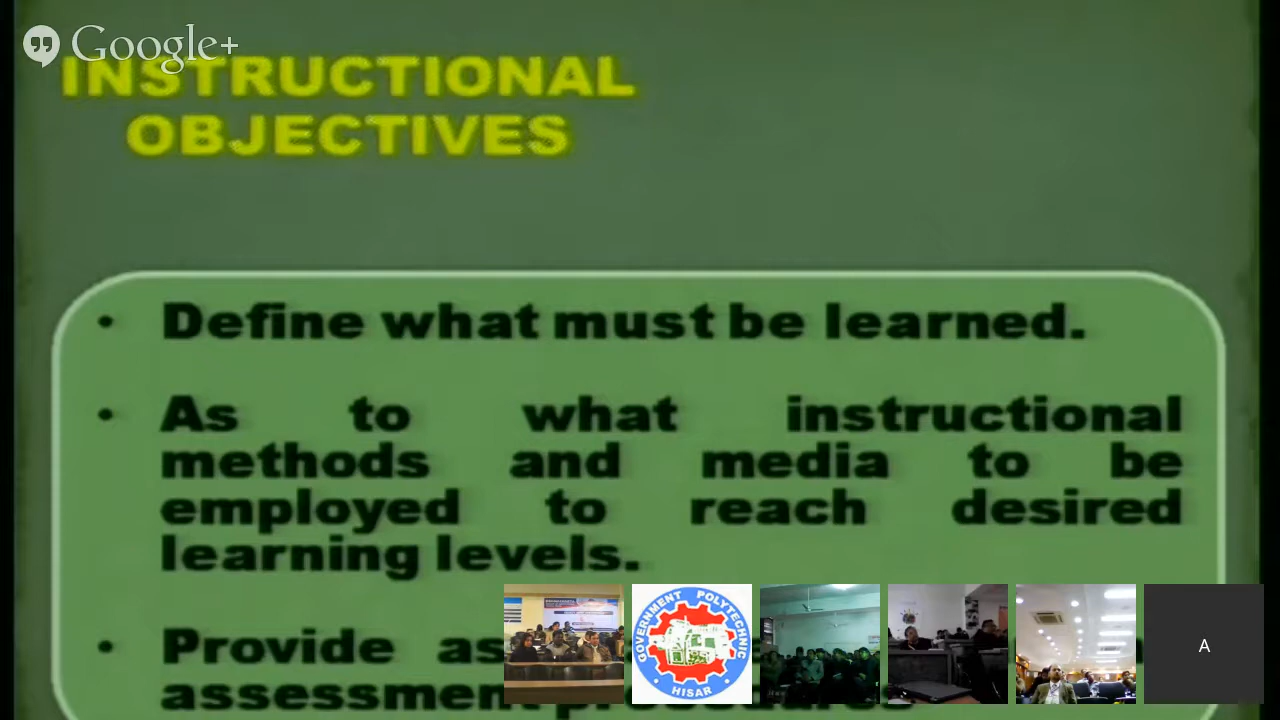 Google+
INSTRUCTIONAL
OBJECTIVES
• Define what must be learned.
• As to what instructional
methods and media to be
employed to reach desired
learning levels.
• Provide
assessment procedures
GOVERNMENT POLYTECHNIC
HISAR
A